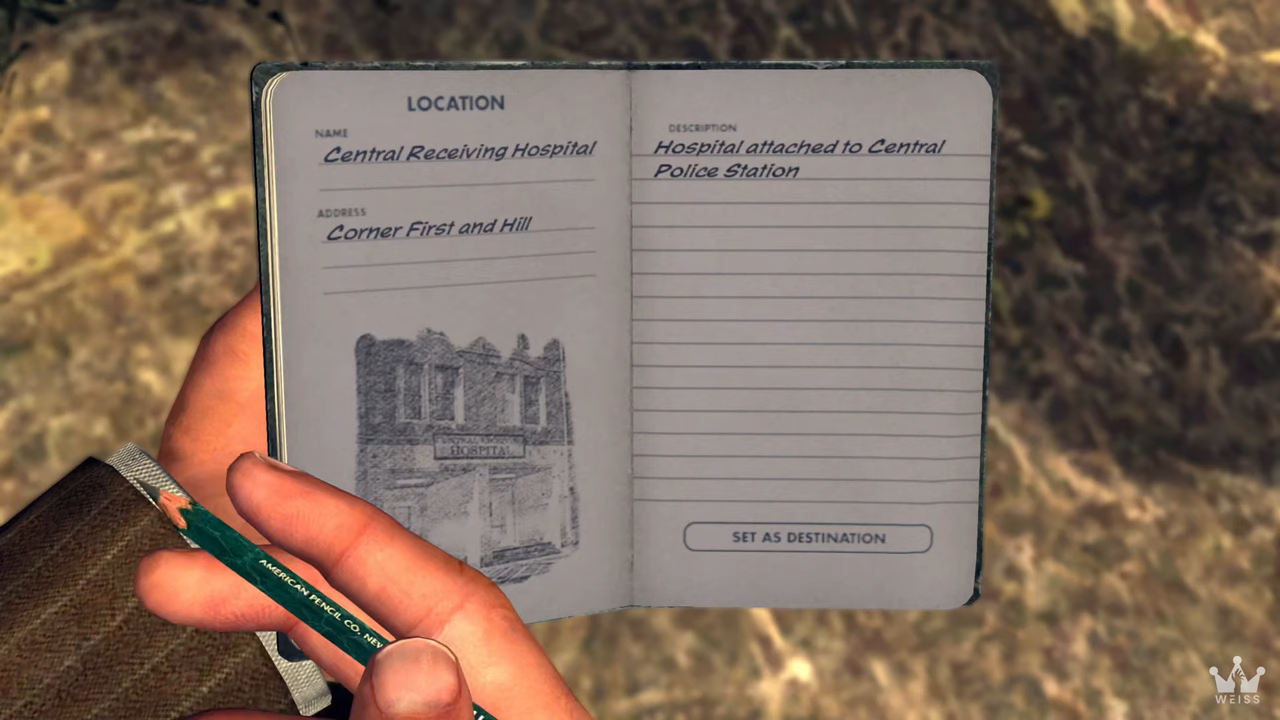 LOCATION
NAME
Central Receiving Hospital
ADDRESS
Corner First and Hill
HOSPITAL
DESCRIPTION
Hospital attached to Central
Police Station
SET AS DESTINATION
AMERICAN PENCIL CO. NEW
WEISS